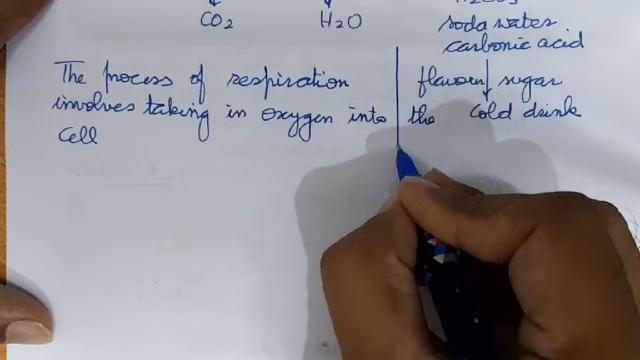 CO2 H2O
soda water
carbonic acid
The process of respiration
involves taking in oxygen into the
cell
flavour sugar
cold drink